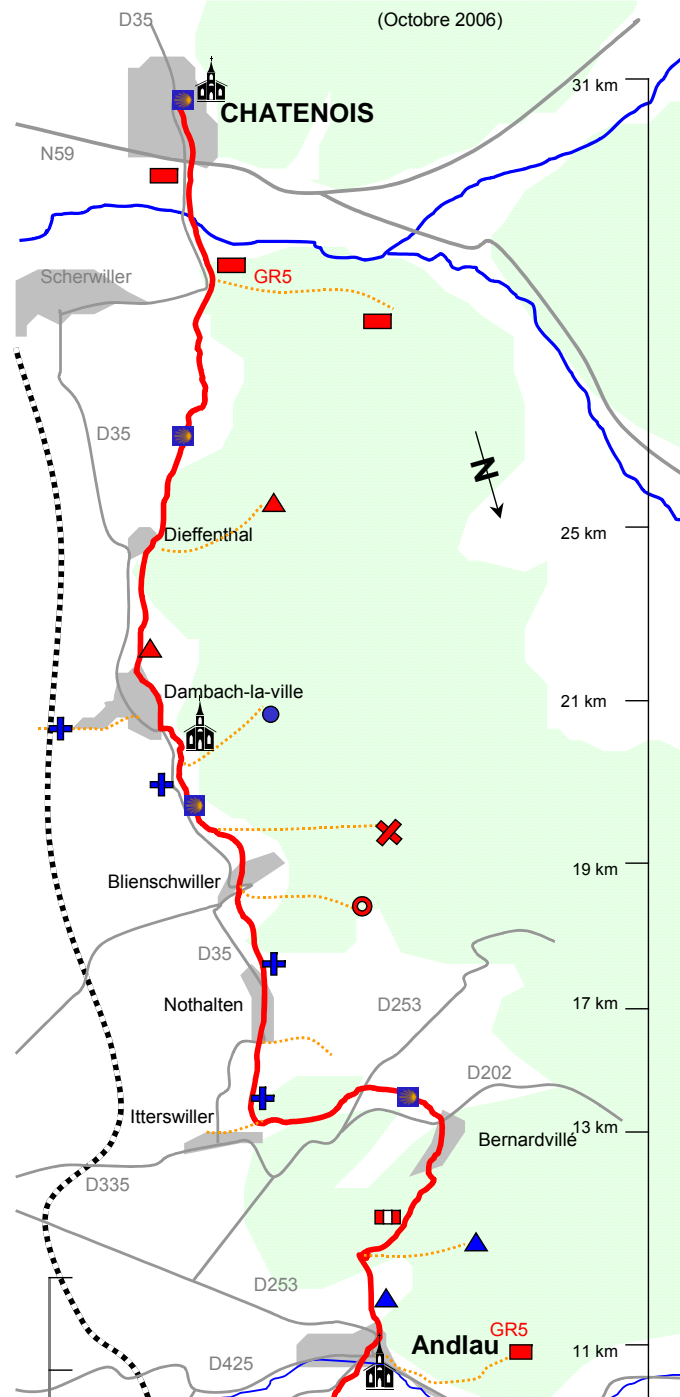 D35
(Octobre 2006)
31 km
CHATENOIS
N59
Scherwiller
GR5
D35
N
Dieffenthal
25 km
Dambach-la-ville
21 km
19 km
Blienschwiller
D35
Nothalten
D253
17 km
D202
Itterswiller
Bernardvillé
13 km
D335
D253
GR5
Andlau
11 km
D425